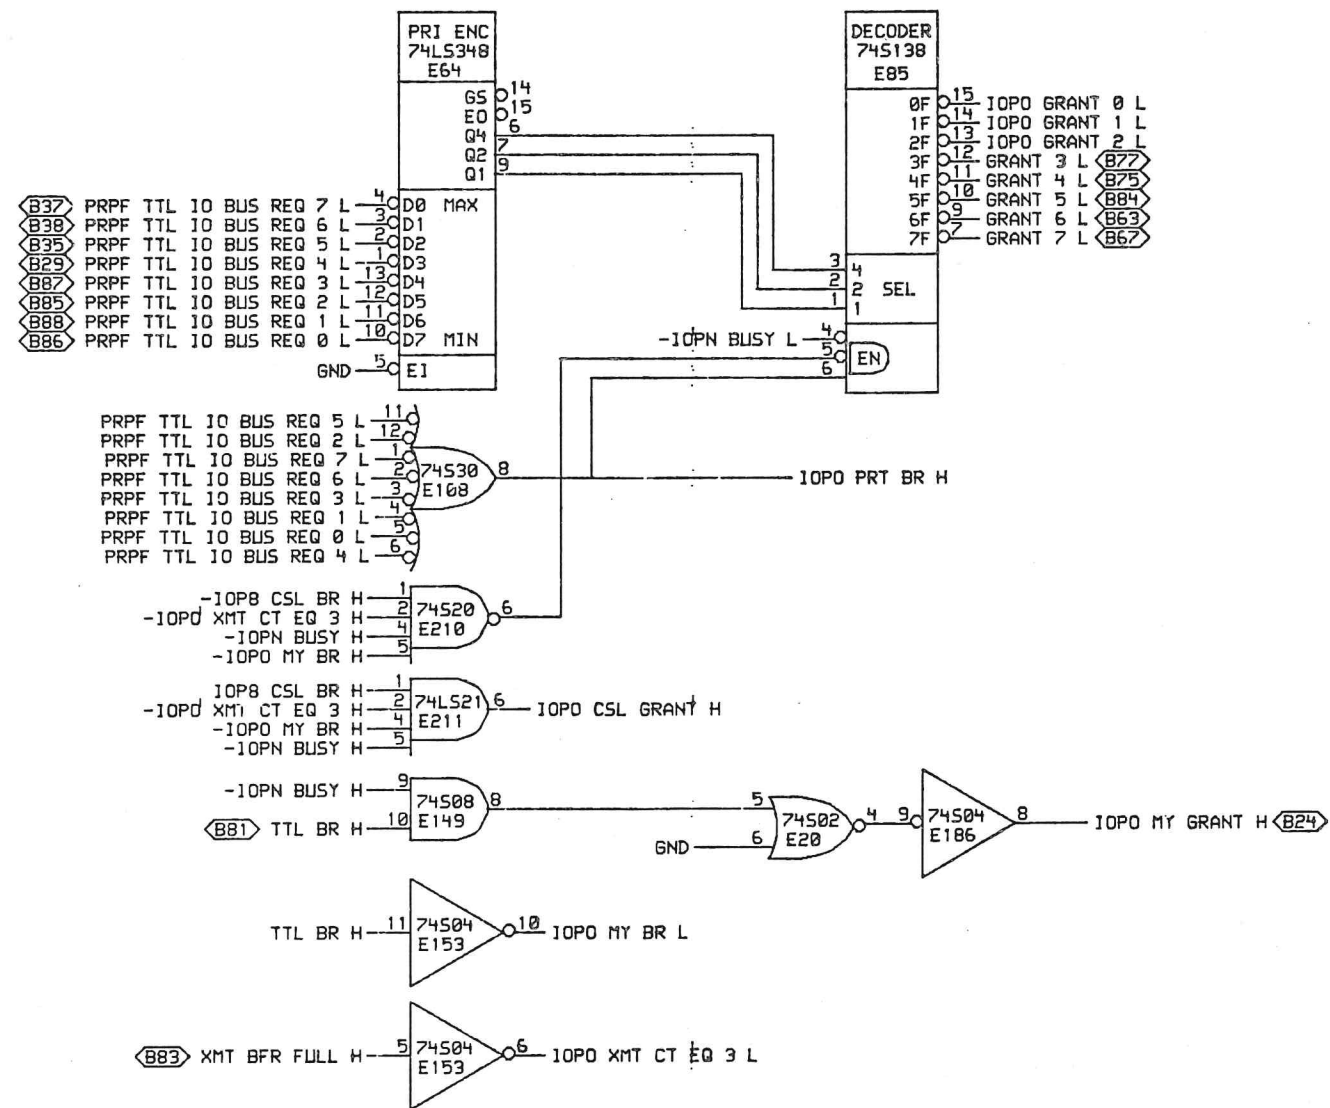 PRI ENC
74LS348
E64
GS 14
EO 15
Q4 6
Q2 7
Q1 9
B37 PRPF TTL IO BUS REQ 7 L 4 D0 MAX
B38 PRPF TTL IO BUS REQ 6 L 3 D1
B35 PRPF TTL IO BUS REQ 5 L 2 D2
B29 PRPF TTL IO BUS REQ 4 L 1 D3
B87 PRPF TTL IO BUS REQ 3 L 13 D4
B85 PRPF TTL IO BUS REQ 2 L 12 D5
B88 PRPF TTL IO BUS REQ 1 L 11 D6
B86 PRPF TTL IO BUS REQ 0 L 10 D7 MIN
GND 5 EI
DECODER
74S138
E85
0F 15 IOPO GRANT 0 L
1F 14 IOPO GRANT 1 L
2F 13 IOPO GRANT 2 L
3F 12 GRANT 3 L B77
4F 11 GRANT 4 L B75
5F 10 GRANT 5 L B84
6F 9 GRANT 6 L B63
7F 7 GRANT 7 L B67
3 4
2 2 SEL
1 1
-IOPN BUSY L 4
5 EN
6
PRPF TTL IO BUS REQ 5 L 11
PRPF TTL IO BUS REQ 2 L 12
PRPF TTL IO BUS REQ 7 L 1
PRPF TTL IO BUS REQ 6 L 2
PRPF TTL IO BUS REQ 3 L 3
PRPF TTL IO BUS REQ 1 L 4
PRPF TTL IO BUS REQ 0 L 5
PRPF TTL IO BUS REQ 4 L 6
74S30
E108
8 IOPO PRT BR H
-IOP8 CSL BR H 1
-IOPO XMT CT EQ 3 H 2
-IOPN BUSY H 4
-IOPO MY BR H 5
74S20
E210
6
IOP8 CSL BR H 1
-IOPO XMT CT EQ 3 H 2
-IOPO MY BR H 4
-IOPN BUSY H 5
74LS21
E211
6 IOPO CSL GRANT H
-IOPN BUSY H 9
B81 TTL BR H 10
74S08
E149
8
5
GND 6
74S02
E20
4
9
74S04
E186
8 IOPO MY GRANT H B24
TTL BR H 11
74S04
E153
10 IOPO MY BR L
B83 XMT BFR FULL H 5
74S04
E153
6 IOPO XMT CT EQ 3 L